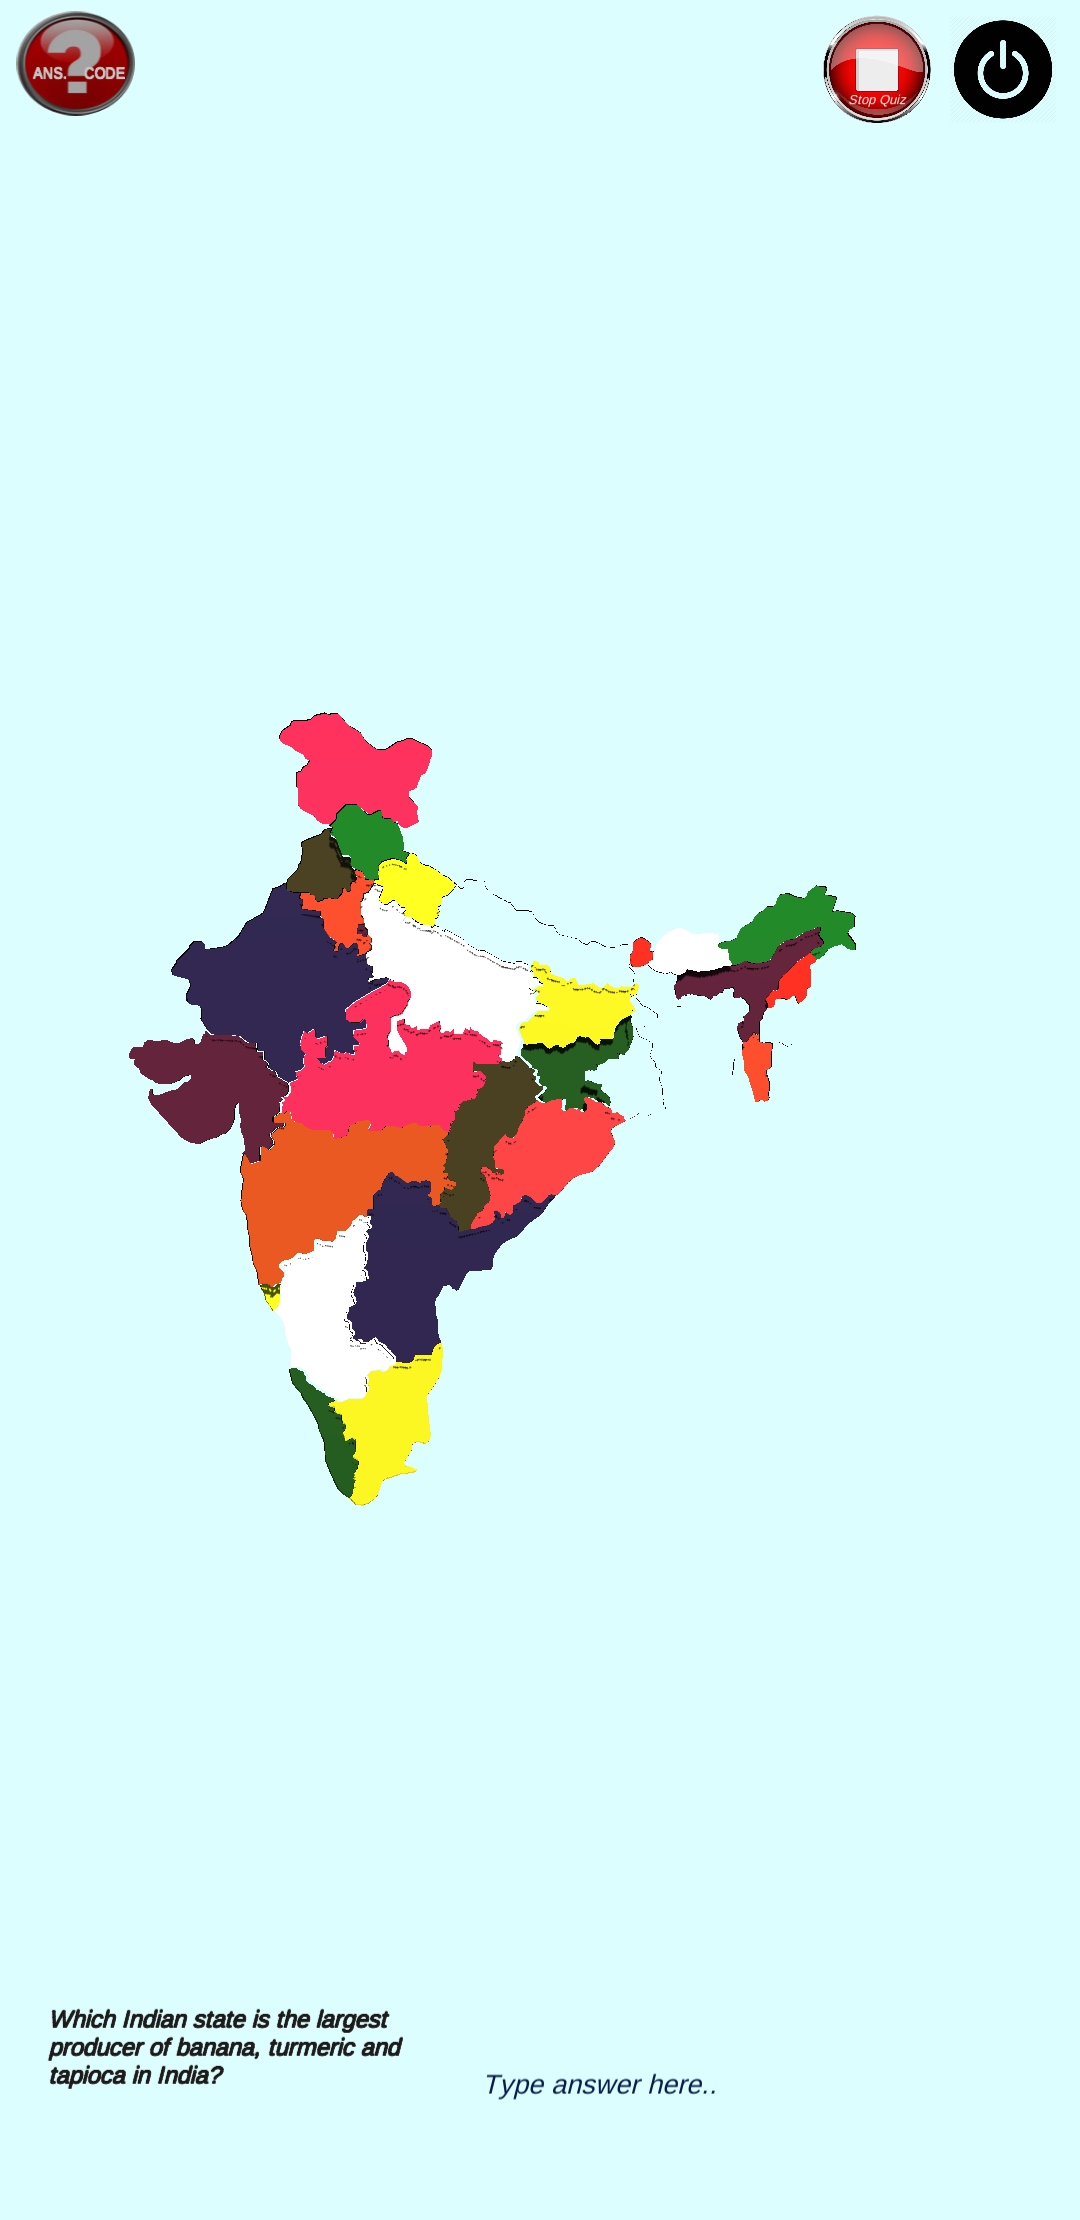 ANS. CODE
Stop Quiz
Which Indian state is the largest
producer of banana, turmeric and
tapioca in India?
Type answer here..